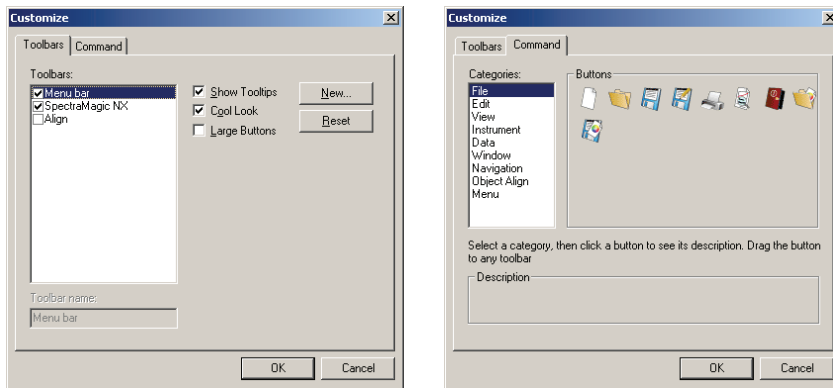 Customize
Toolbars Command
Toolbars:
Menu bar
SpectraMagic NX
Align
Show Tooltips
Cool Look
Large Buttons
New...
Reset
Toolbar name:
Menu bar
OK Cancel
Customize
Toolbars Command
Categories:
File
Edit
View
Instrument
Data
Window
Navigation
Object Align
Menu
Buttons
Select a category, then click a button to see its description. Drag the button
to any toolbar
Description
OK Cancel